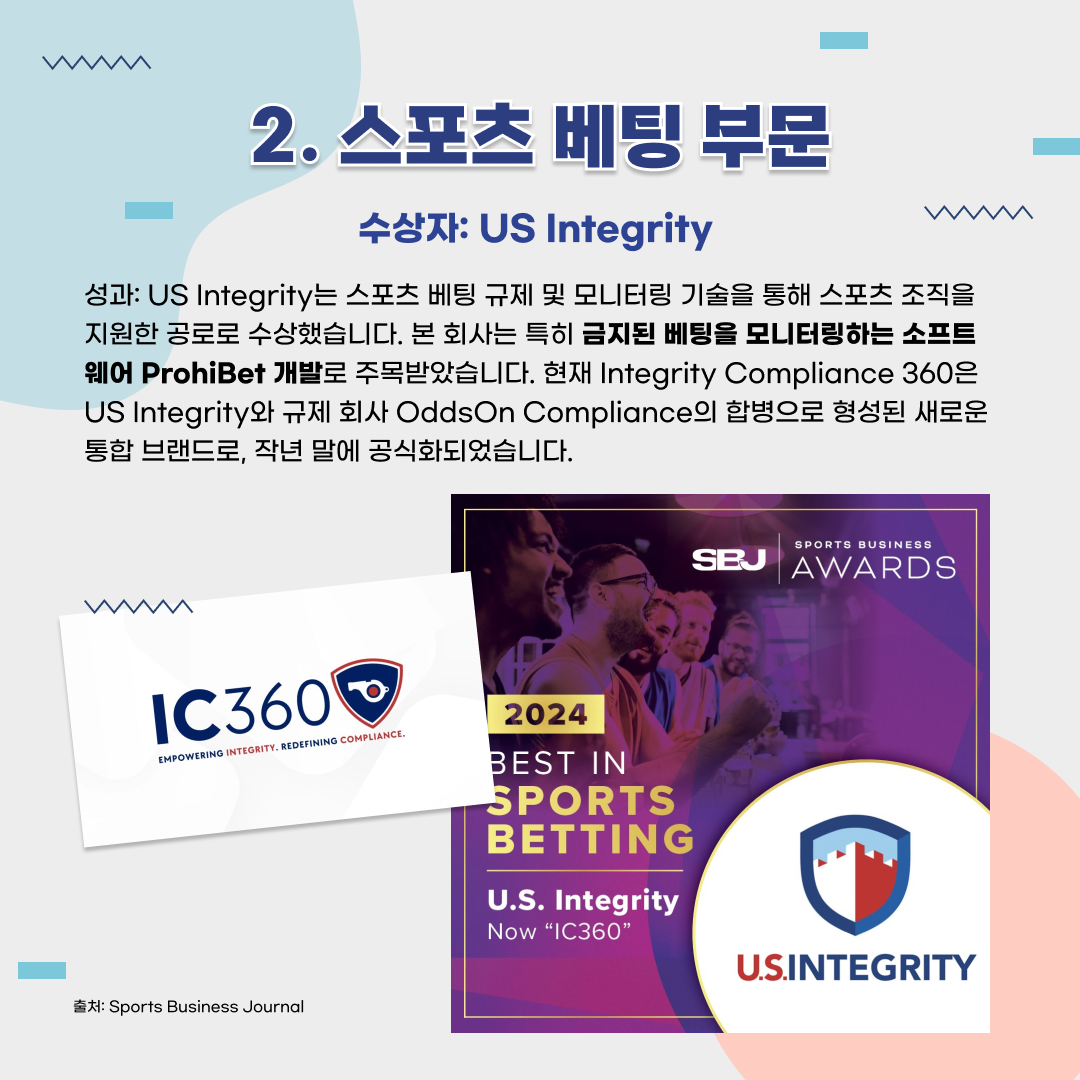 2. 스포츠 베팅 부문
수상자: US Integrity
성과: US Integrity는 스포츠 베팅 규제 및 모니터링 기술을 통해 스포츠 조직을
지원한 공로로 수상했습니다. 본 회사는 특히 금지된 베팅을 모니터링하는 소프트
웨어 ProhiBet 개발로 주목받았습니다. 현재 Integrity Compliance 360은
US Integrity와 규제 회사 OddsOn Compliance의 합병으로 형성된 새로운
통합 브랜드로, 작년 말에 공식화되었습니다.
IC360
EMPOWERING INTEGRITY. REDEFINING COMPLIANCE.
SBJ
SPORTS BUSINESS
AWARDS
2024
BEST IN
SPORTS
BETTING
U.S. Integrity
Now “IC360”
U.S.INTEGRITY
출처: Sports Business Journal